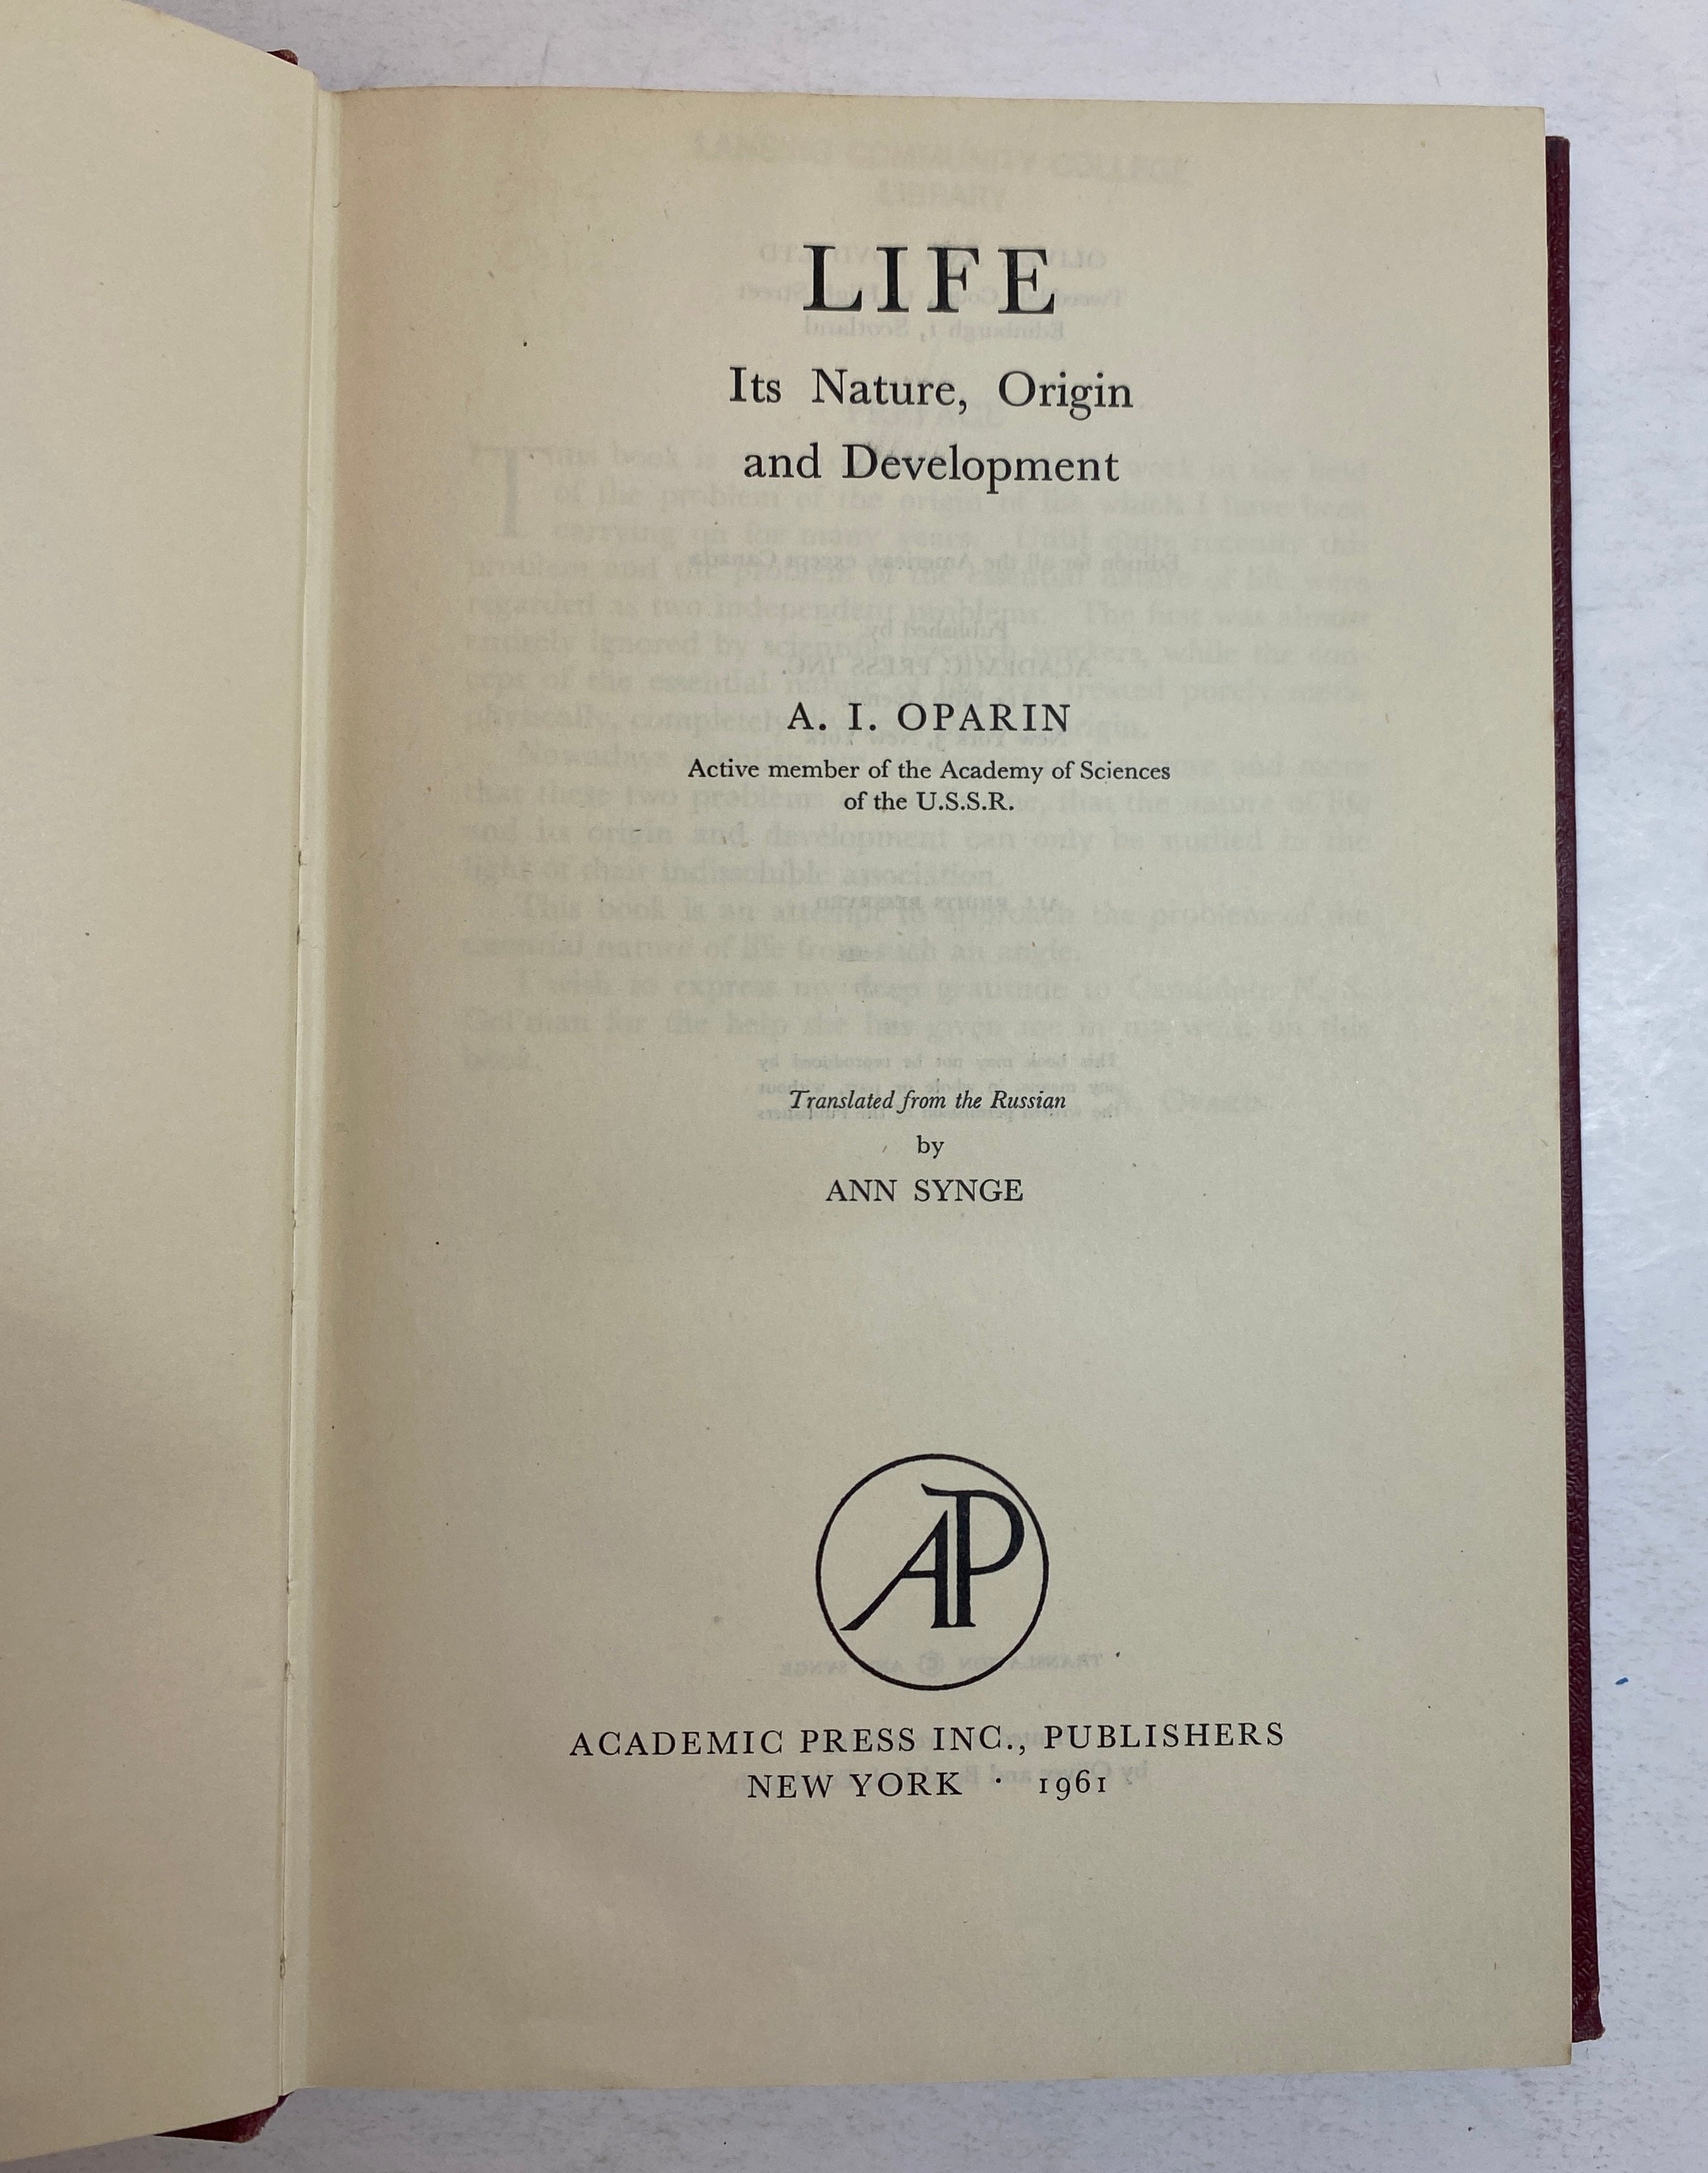 LIFE
Its Nature, Origin
and Development
A. I. OPARIN
Active member of the Academy of Sciences
of the U.S.S.R.
Translated from the Russian
by
ANN SYNGE
AP
ACADEMIC PRESS INC., PUBLISHERS
NEW YORK · 1961